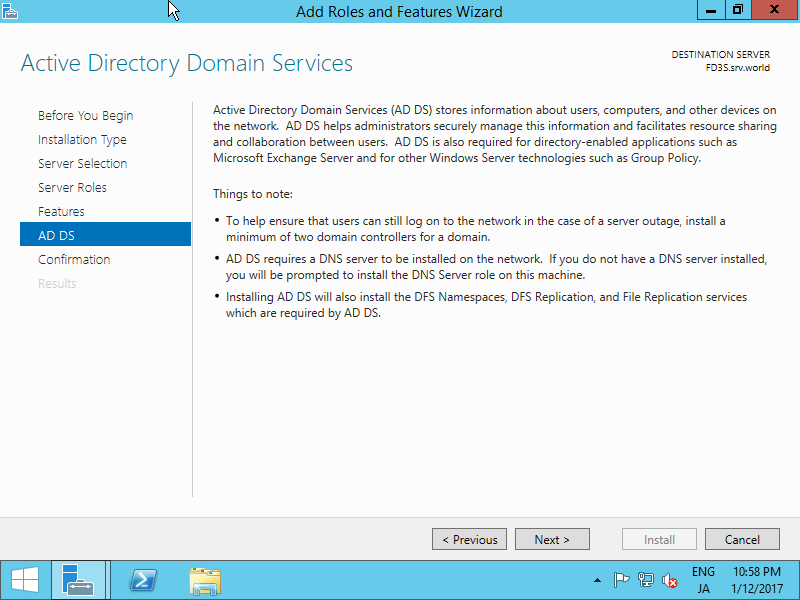 Add Roles and Features Wizard
Active Directory Domain Services
DESTINATION SERVER
FD3S.srv.world
Before You Begin
Installation Type
Server Selection
Server Roles
Features
AD DS
Confirmation
Results
Active Directory Domain Services (AD DS) stores information about users, computers, and other devices on
the network. AD DS helps administrators securely manage this information and facilitates resource sharing
and collaboration between users. AD DS is also required for directory-enabled applications such as
Microsoft Exchange Server and for other Windows Server technologies such as Group Policy.
Things to note:
• To help ensure that users can still log on to the network in the case of a server outage, install a
minimum of two domain controllers for a domain.
• AD DS requires a DNS server to be installed on the network. If you do not have a DNS server installed,
you will be prompted to install the DNS Server role on this machine.
• Installing AD DS will also install the DFS Namespaces, DFS Replication, and File Replication services
which are required by AD DS.
< Previous
Next >
Install
Cancel
ENG
JA
10:58 PM
1/12/2017